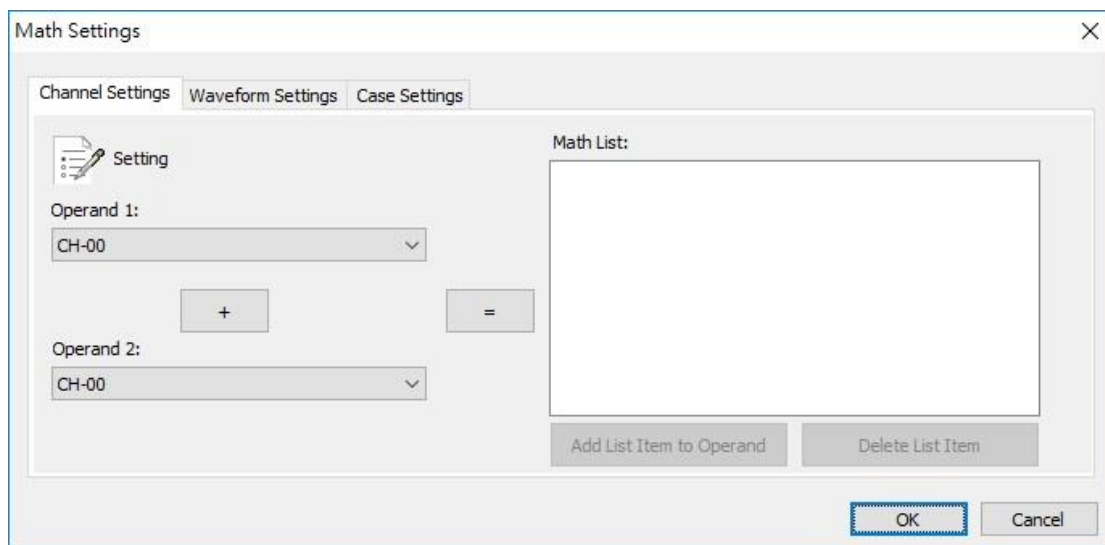 Math Settings
Channel Settings Waveform Settings Case Settings
Setting
Operand 1:
CH-00
+
=
Operand 2:
CH-00
Math List:
Add List Item to Operand Delete List Item
OK Cancel